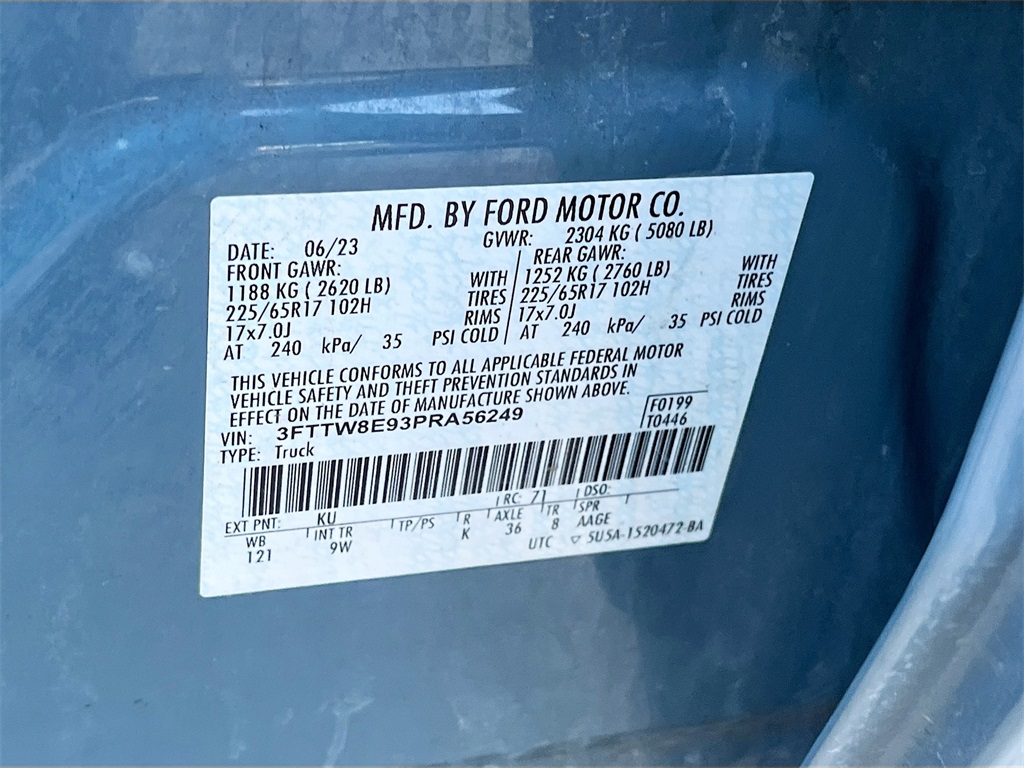 MFD. BY FORD MOTOR CO.
DATE: 06/23 GVWR: 2304 KG ( 5080 LB)
FRONT GAWR: REAR GAWR:
1188 KG ( 2620 LB) WITH 1252 KG ( 2760 LB) WITH
225/65R17 102H TIRES 225/65R17 102H TIRES
17x7.0J RIMS 17x7.0J RIMS
AT 240 kPa/ 35 PSI COLD AT 240 kPa/ 35 PSI COLD
THIS VEHICLE CONFORMS TO ALL APPLICABLE FEDERAL MOTOR
VEHICLE SAFETY AND THEFT PREVENTION STANDARDS IN
EFFECT ON THE DATE OF MANUFACTURE SHOWN ABOVE.
VIN: 3FTTW8E93PRA56249 F0199
TYPE: Truck T0446
EXT PNT: KU RC: 71 DSO:
WB INT TR TP/PS R AXLE TR SPR
121 9W K 36 8 AAGE
UTC ▽ 5U5A-1520472-BA